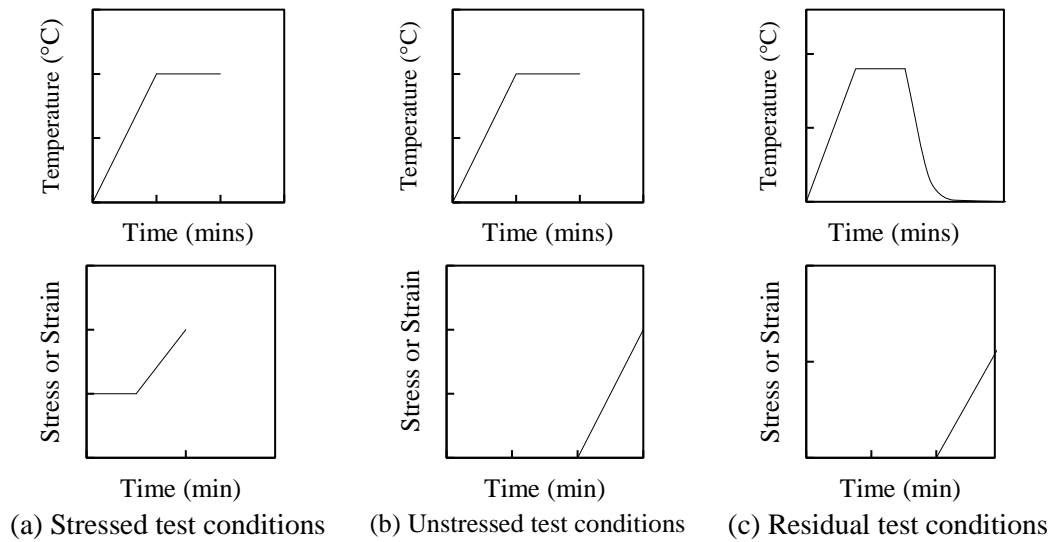 Temperature (°C)
Temperature (°C)
Temperature (°C)
Time (mins)
Time (mins)
Time (mins)
Stress or Strain
Stress or Strain
Stress or Strain
Time (min)
Time (min)
Time (min)
(a) Stressed test conditions
(b) Unstressed test conditions
(c) Residual test conditions